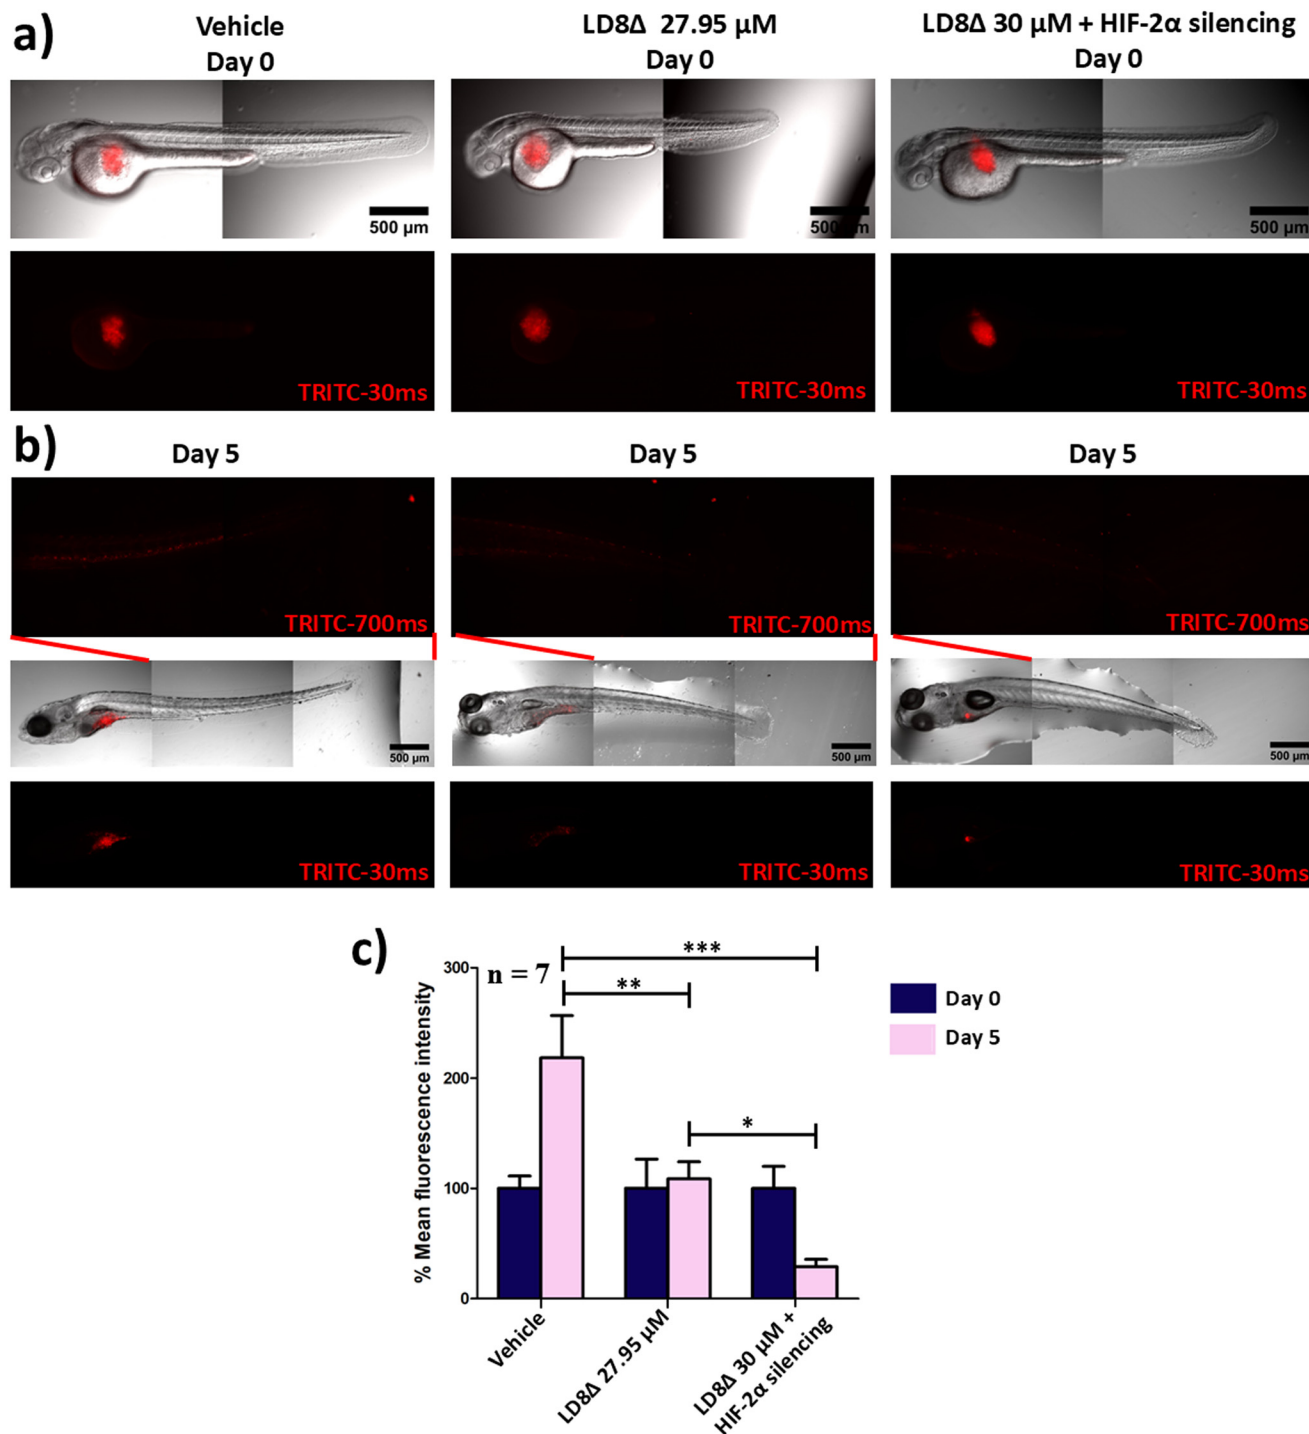 a)
Vehicle
Day 0
LD8Δ 27.95 μM
Day 0
LD8Δ 30 μM + HIF-2α silencing
Day 0
500 μm
500 μm
500 μm
TRITC-30ms
TRITC-30ms
TRITC-30ms
b)
Day 5
Day 5
Day 5
TRITC-700ms
TRITC-700ms
TRITC-700ms
500 μm
500 μm
500 μm
TRITC-30ms
TRITC-30ms
TRITC-30ms
c)
% Mean fluorescence intensity
300
200
100
0
n = 7
***
**
*
Day 0
Day 5
Vehicle
LD8Δ 27.95 μM
LD8Δ 30 μM +
HIF-2α silencing